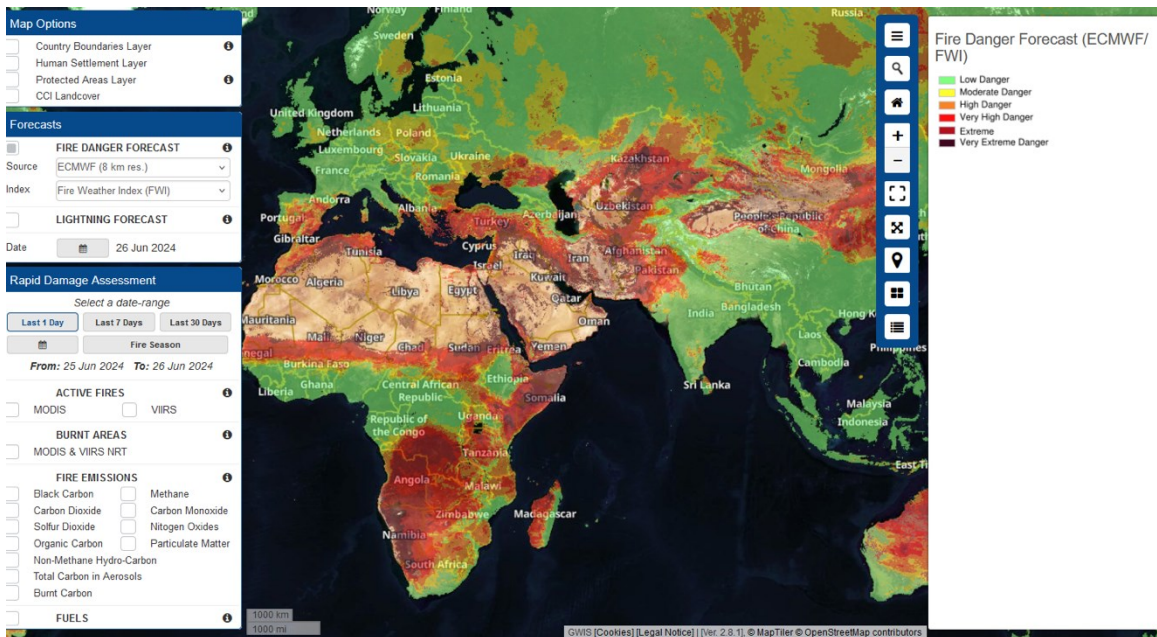 Map Options
Country Boundaries Layer
Human Settlement Layer
Protected Areas Layer
CCI Landcover
Forecasts
FIRE DANGER FORECAST
Source
ECMWF (8 km res.)
Index
Fire Weather Index (FWI)
LIGHTNING FORECAST
Date
26 Jun 2024
Rapid Damage Assessment
Select a date-range
Last 1 Day
Last 7 Days
Last 30 Days
Fire Season
From: 25 Jun 2024 To: 26 Jun 2024
ACTIVE FIRES
MODIS
VIIRS
BURNT AREAS
MODIS & VIIRS NRT
FIRE EMISSIONS
Black Carbon
Methane
Carbon Dioxide
Carbon Monoxide
Solfur Dioxide
Nitogen Oxides
Organic Carbon
Particulate Matter
Non-Methane Hydro-Carbon
Total Carbon in Aerosols
Burnt Carbon
FUELS
Norway
Finland
Russia
Sweden
Estonia
Lithuania
United Kingdom
Netherlands
Poland
Luxembourg
Slovakia
Ukraine
France
Romania
Kazakhstan
Mongolia
Andorra
Albania
Uzbekistan
Portugal
Turkey
Azerbaijan
People's Republic
of China
Gibraltar
Tunisia
Cyprus
Israel
Iraq
Iran
Afghanistan
Morocco
Algeria
Libya
Egypt
Kuwait
Pakistan
Qatar
Bhutan
Mauritania
Oman
India
Bangladesh
Hong K
Mali
Niger
Chad
Sudan
Eritrea
Yemen
Laos
negal
Burkina Faso
Philippines
Cambodia
Liberia
Ghana
Central African
Republic
Ethiopia
Somalia
Sri Lanka
Republic of
the Congo
Uganda
Malaysia
Indonesia
Tanzania
East Ti
Angola
Malawi
Zimbabwe
Madagascar
Namibia
South Africa
1000 km
1000 mi
GWIS [Cookies] [Legal Notice] | [Ver. 2.8.1], © MapTiler © OpenStreetMap contributors
Fire Danger Forecast (ECMWF/
FWI)
Low Danger
Moderate Danger
High Danger
Very High Danger
Extreme
Very Extreme Danger